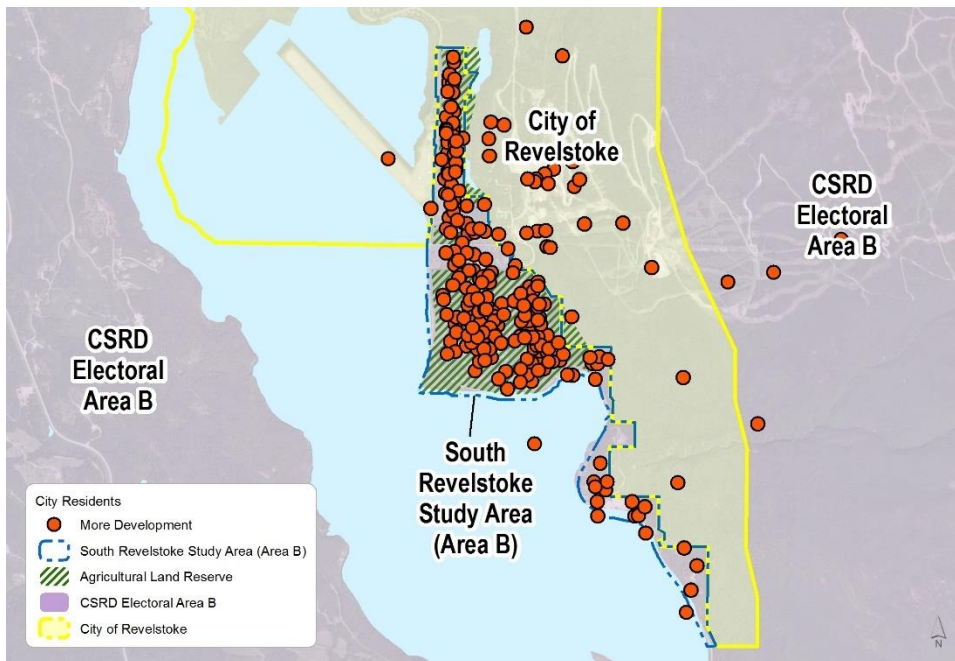 City of
Revelstoke
CSRD
Electoral
Area B
CSRD
Electoral
Area B
South
Revelstoke
Study Area
(Area B)
City Residents
More Development
South Revelstoke Study Area (Area B)
Agricultural Land Reserve
CSRD Electoral Area B
City of Revelstoke
N